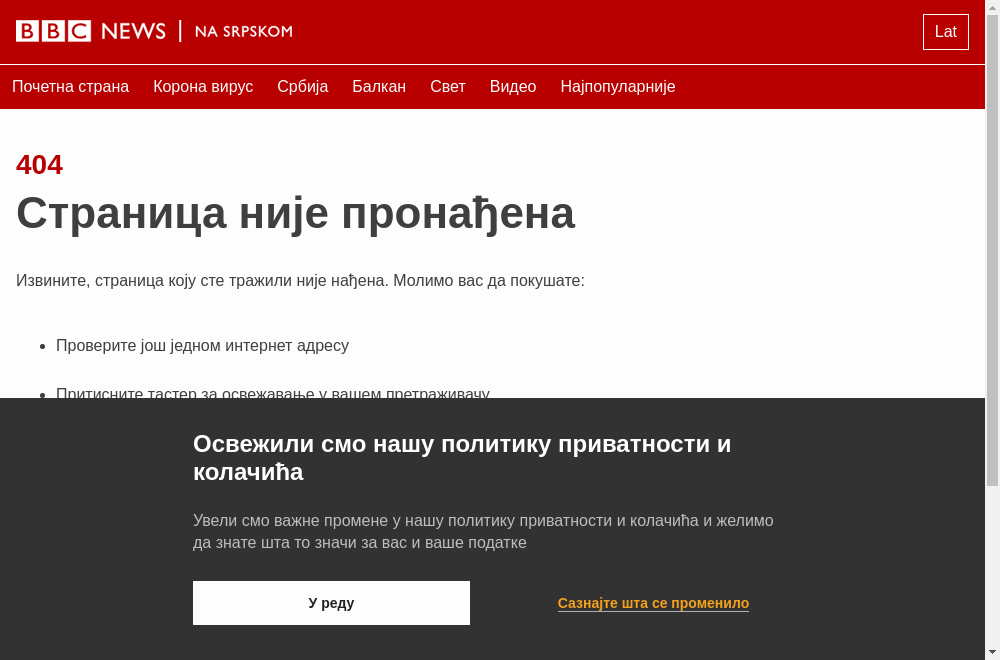 BBC NEWS NA SRPSKOM
Lat
Почетна страна Корона вирус Србија Балкан Свет Видео Најпопуларније
404
Страница није пронађена
Извините, страница коју сте тражили није нађена. Молимо вас да покушате:
Проверите још једном интернет адресу
Притисните тастер за освежавање у вашем претраживачу
Освежили смо нашу политику приватности и
колачића
Увели смо важне промене у нашу политику приватности и колачића и желимо
да знате шта то значи за вас и ваше податке
У реду
Сазнајте шта се променило